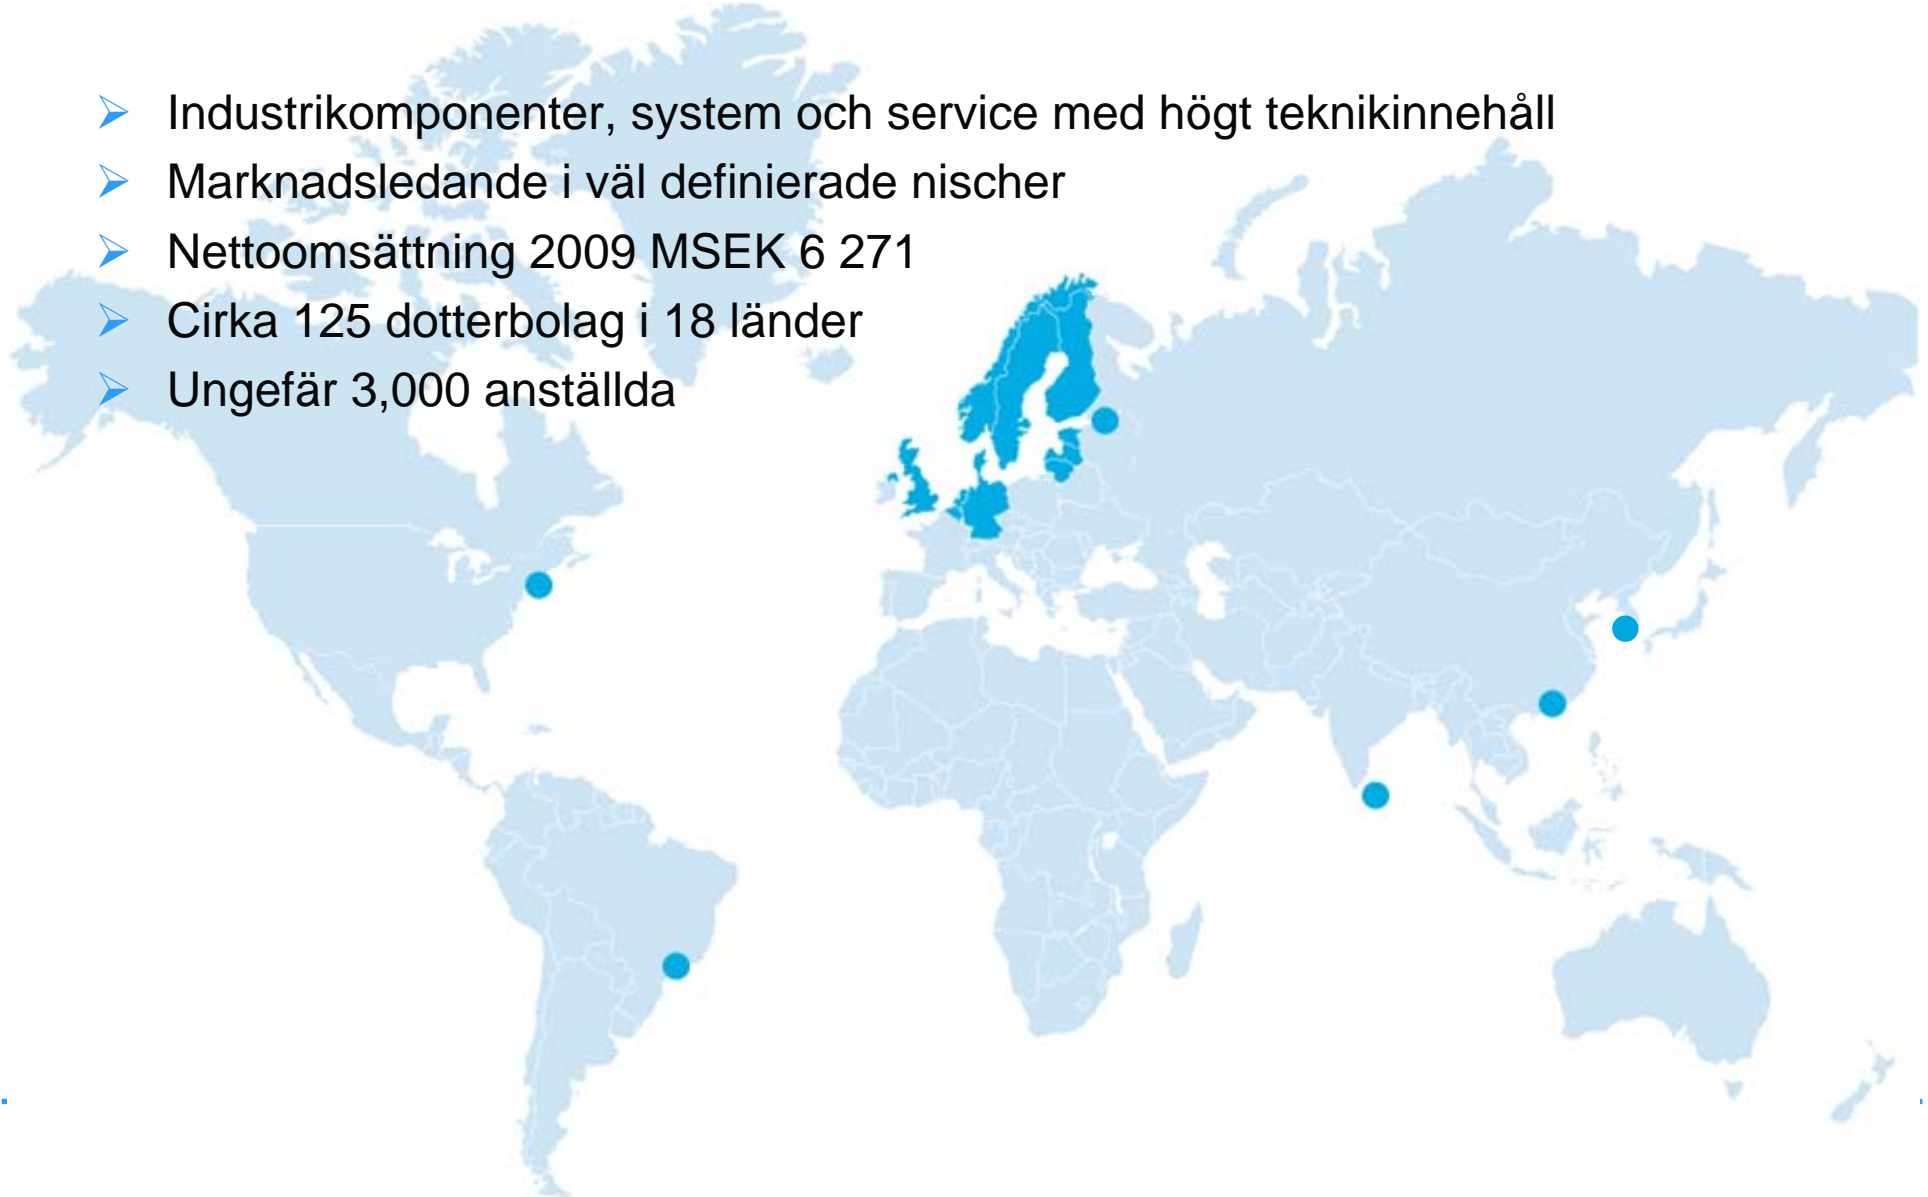 Industrikomponenter, system och service med högt teknikinnehåll
Marknadsledande i väl definierade nischer
Nettoomsättning 2009 MSEK 6 271
Cirka 125 dotterbolag i 18 länder
Ungefär 3,000 anställda